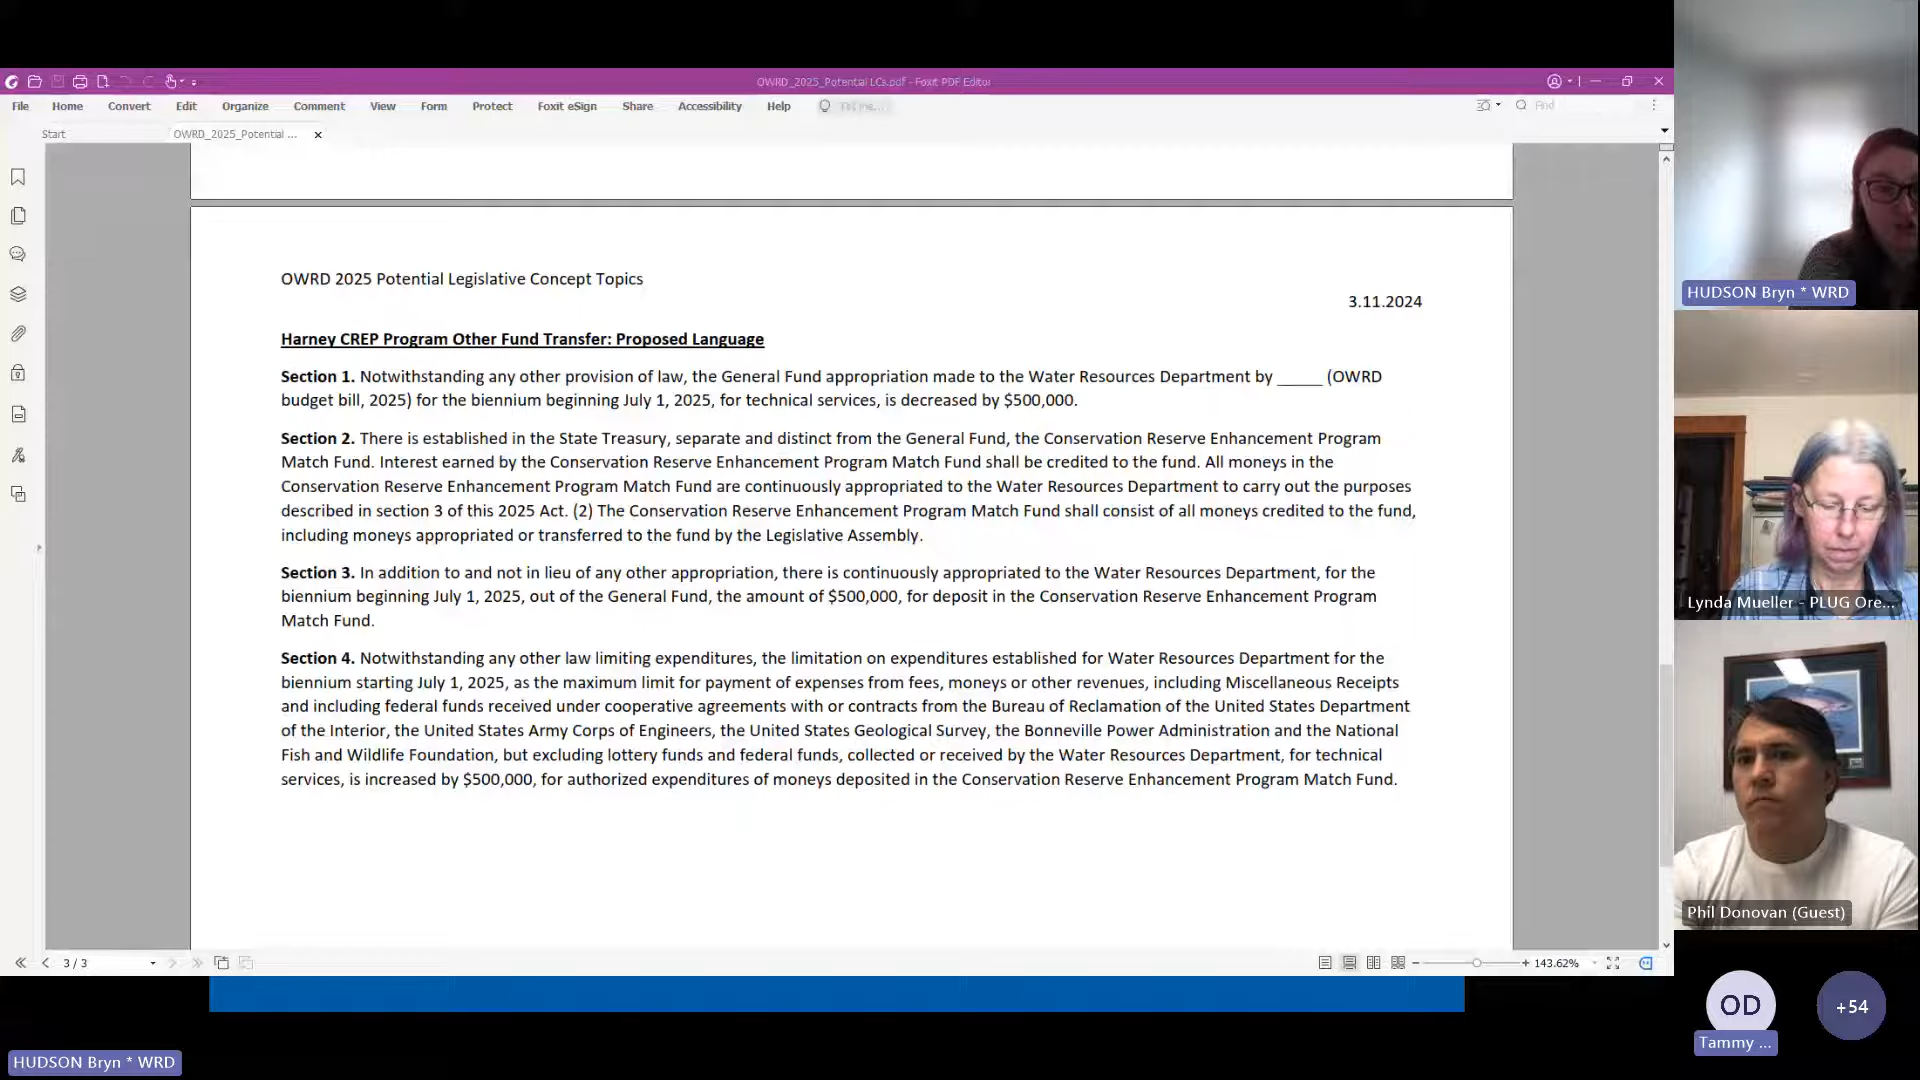 OWRD_2025_Potential LCs.pdf - Foxit PDF Editor
File Home Convert Edit Organize Comment View Form Protect Foxit eSign Share Accessibility Help Tell me... Find
Start OWRD_2025_Potential ...
OWRD 2025 Potential Legislative Concept Topics
3.11.2024
Harney CREP Program Other Fund Transfer: Proposed Language
Section 1. Notwithstanding any other provision of law, the General Fund appropriation made to the Water Resources Department by _____ (OWRD
budget bill, 2025) for the biennium beginning July 1, 2025, for technical services, is decreased by $500,000.
Section 2. There is established in the State Treasury, separate and distinct from the General Fund, the Conservation Reserve Enhancement Program
Match Fund. Interest earned by the Conservation Reserve Enhancement Program Match Fund shall be credited to the fund. All moneys in the
Conservation Reserve Enhancement Program Match Fund are continuously appropriated to the Water Resources Department to carry out the purposes
described in section 3 of this 2025 Act. (2) The Conservation Reserve Enhancement Program Match Fund shall consist of all moneys credited to the fund,
including moneys appropriated or transferred to the fund by the Legislative Assembly.
Section 3. In addition to and not in lieu of any other appropriation, there is continuously appropriated to the Water Resources Department, for the
biennium beginning July 1, 2025, out of the General Fund, the amount of $500,000, for deposit in the Conservation Reserve Enhancement Program
Match Fund.
Section 4. Notwithstanding any other law limiting expenditures, the limitation on expenditures established for Water Resources Department for the
biennium starting July 1, 2025, as the maximum limit for payment of expenses from fees, moneys or other revenues, including Miscellaneous Receipts
and including federal funds received under cooperative agreements with or contracts from the Bureau of Reclamation of the United States Department
of the Interior, the United States Army Corps of Engineers, the United States Geological Survey, the Bonneville Power Administration and the National
Fish and Wildlife Foundation, but excluding lottery funds and federal funds, collected or received by the Water Resources Department, for technical
services, is increased by $500,000, for authorized expenditures of moneys deposited in the Conservation Reserve Enhancement Program Match Fund.
3 / 3
143.62%
HUDSON Bryn * WRD
Lynda Mueller - PLUG Ore...
Phil Donovan (Guest)
OD
+54
Tammy ...
HUDSON Bryn * WRD